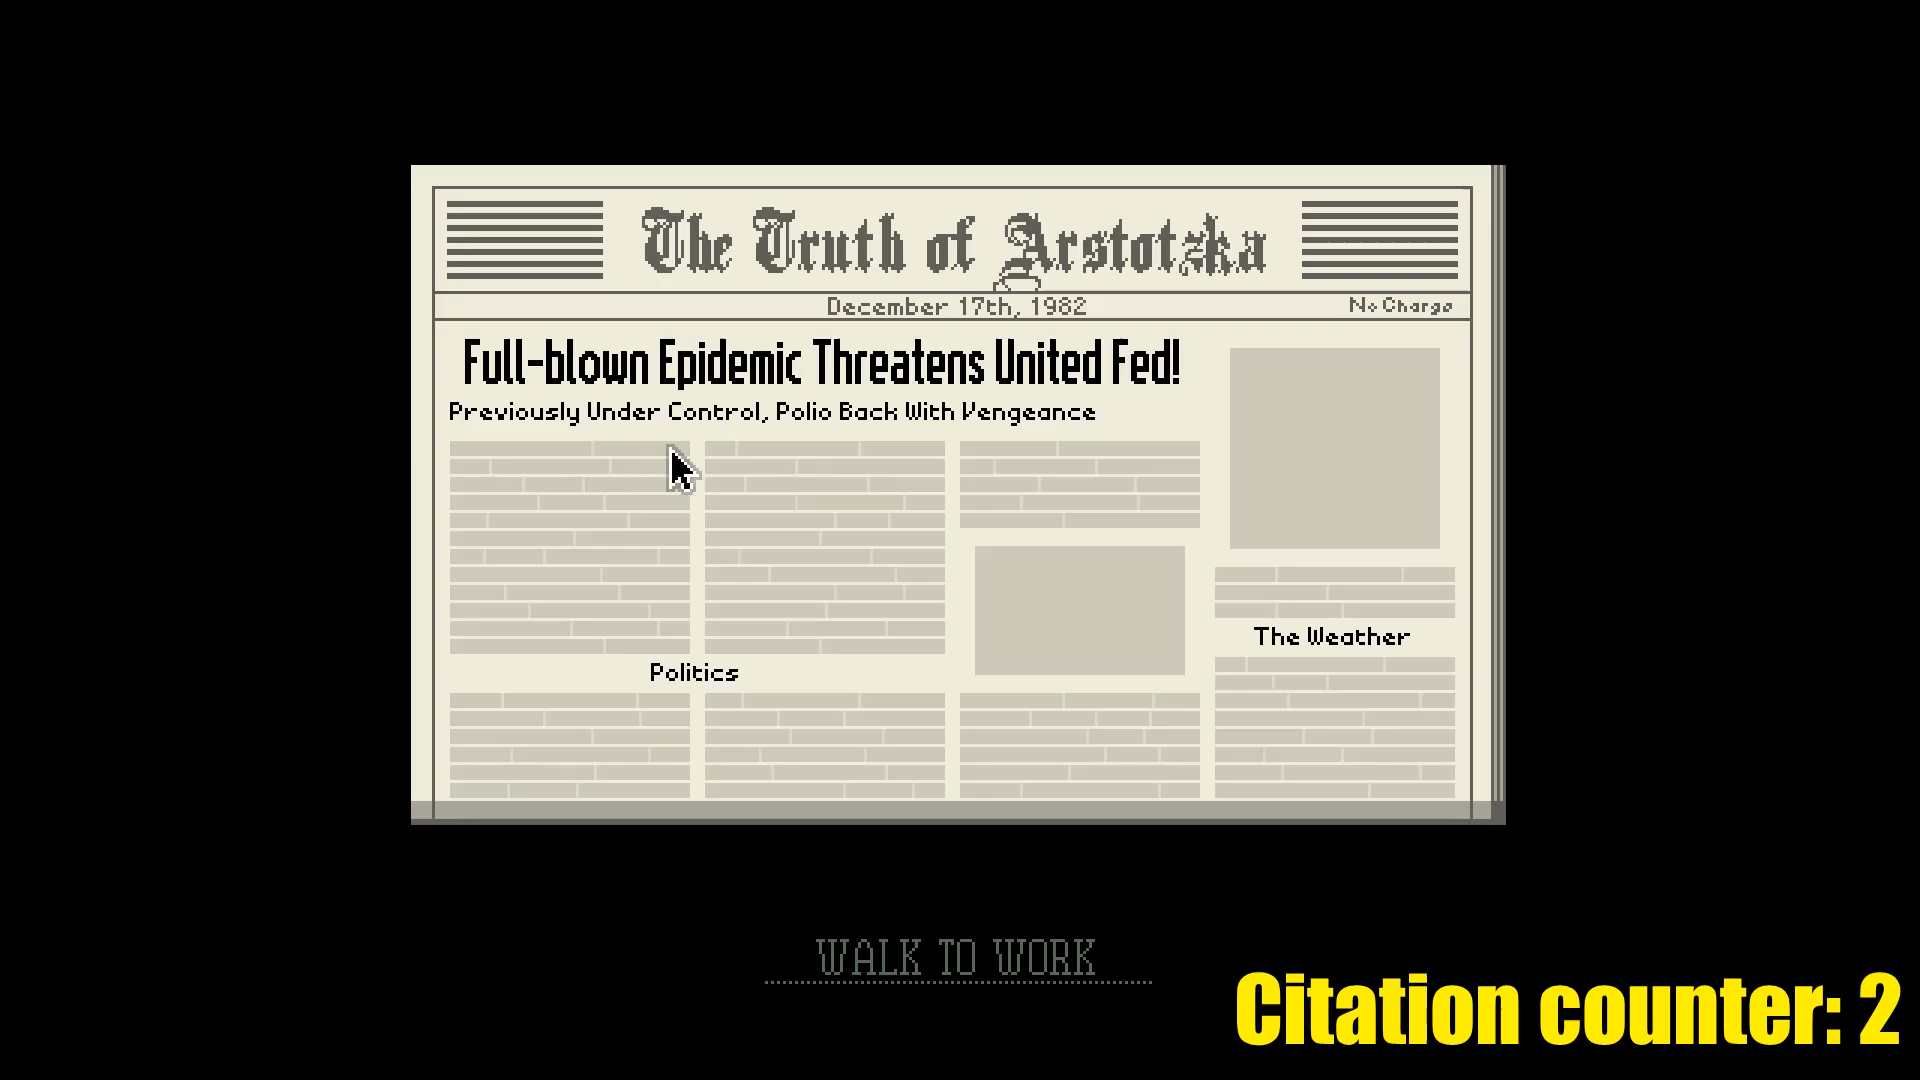 The Truth of Arstotzka
December 17th, 1982
No Charge
Full-blown Epidemic Threatens United Fed!
Previously Under Control, Polio Back With Vengeance
The Weather
Politics
WALK TO WORK
Citation counter: 2